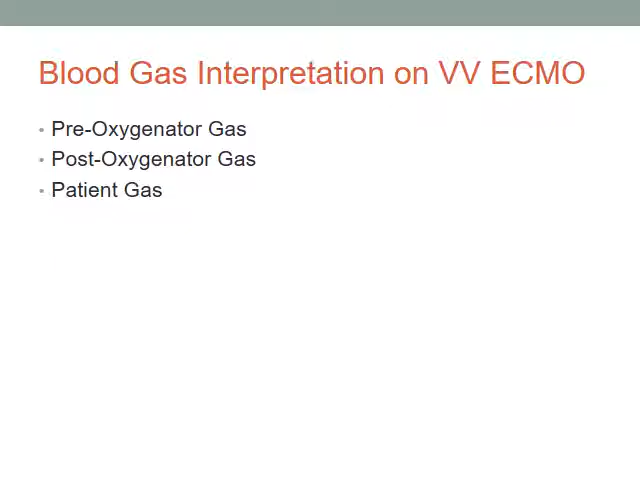 Blood Gas Interpretation on VV ECMO
• Pre-Oxygenator Gas
• Post-Oxygenator Gas
• Patient Gas